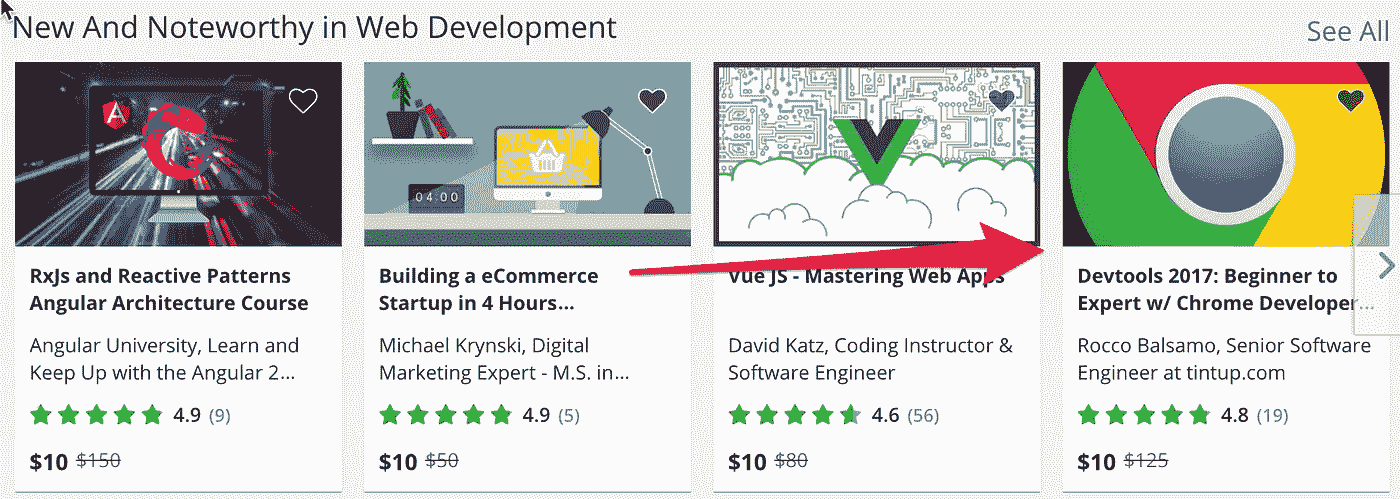 New And Noteworthy in Web Development
See All
A
04.00
RxJs and Reactive Patterns
Angular Architecture Course
Angular University, Learn and
Keep Up with the Angular 2...
4.9 (9)
$10 $150
Building a eCommerce
Startup in 4 Hours...
Michael Krynski, Digital
Marketing Expert - M.S. in...
4.9 (5)
$10 $50
Vue JS - Mastering Web Apps
David Katz, Coding Instructor &
Software Engineer
4.6 (56)
$10 $80
Devtools 2017: Beginner to
Expert w/ Chrome Developer...
Rocco Balsamo, Senior Software
Engineer at tintup.com
4.8 (19)
$10 $125